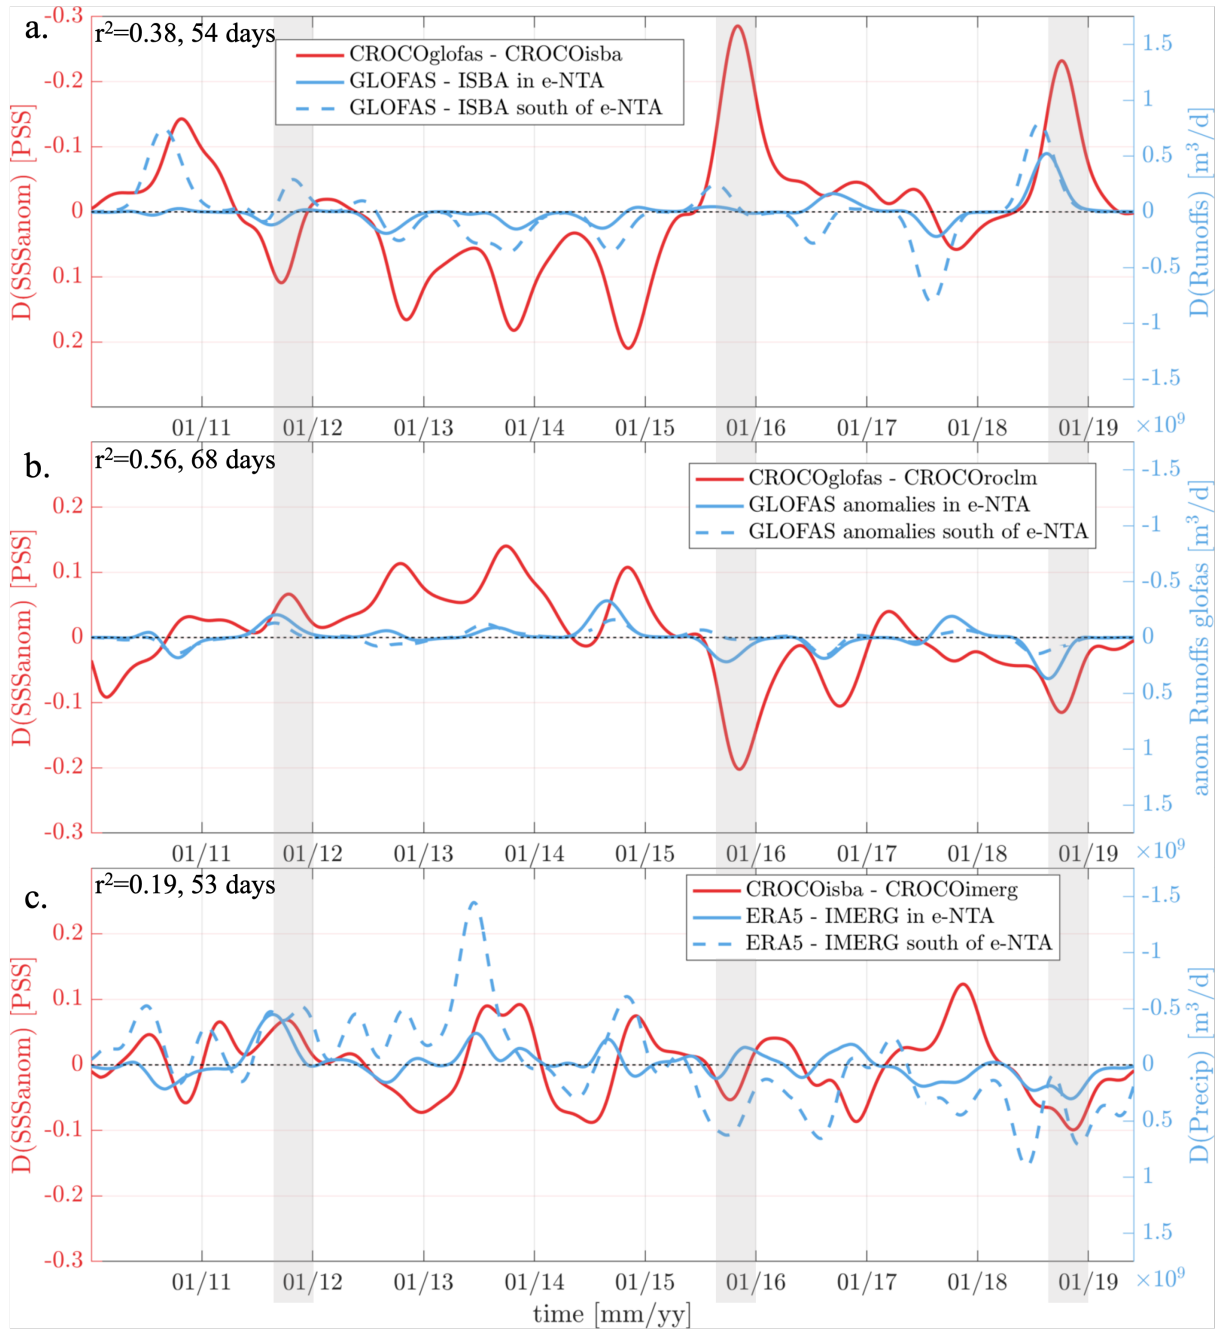 a.
r²=0.38, 54 days
CROCOglofas - CROCOisba
GLOFAS - ISBA in e-NTA
GLOFAS - ISBA south of e-NTA
D(SSSanom) [PSS]
-0.3
-0.2
-0.1
0
0.1
0.2
1.5
1
0.5
0
-0.5
-1
-1.5
D(Runoffs) [m³/d]
×10⁹
01/11 01/12 01/13 01/14 01/15 01/16 01/17 01/18 01/19
b.
r²=0.56, 68 days
CROCOglofas - CROCOroclm
GLOFAS anomalies in e-NTA
GLOFAS anomalies south of e-NTA
D(SSSanom) [PSS]
0.2
0.1
0
-0.1
-0.2
-0.3
-1.5
-1
-0.5
0
0.5
1
1.5
anom Runoffs glofas [m³/d]
×10⁹
01/11 01/12 01/13 01/14 01/15 01/16 01/17 01/18 01/19
c.
r²=0.19, 53 days
CROCOisba - CROCOimerg
ERA5 - IMERG in e-NTA
ERA5 - IMERG south of e-NTA
D(SSSanom) [PSS]
0.2
0.1
0
-0.1
-0.2
-0.3
-1.5
-1
-0.5
0
0.5
1
1.5
D(Precip) [m³/d]
×10⁹
01/11 01/12 01/13 01/14 01/15 01/16 01/17 01/18 01/19
time [mm/yy]